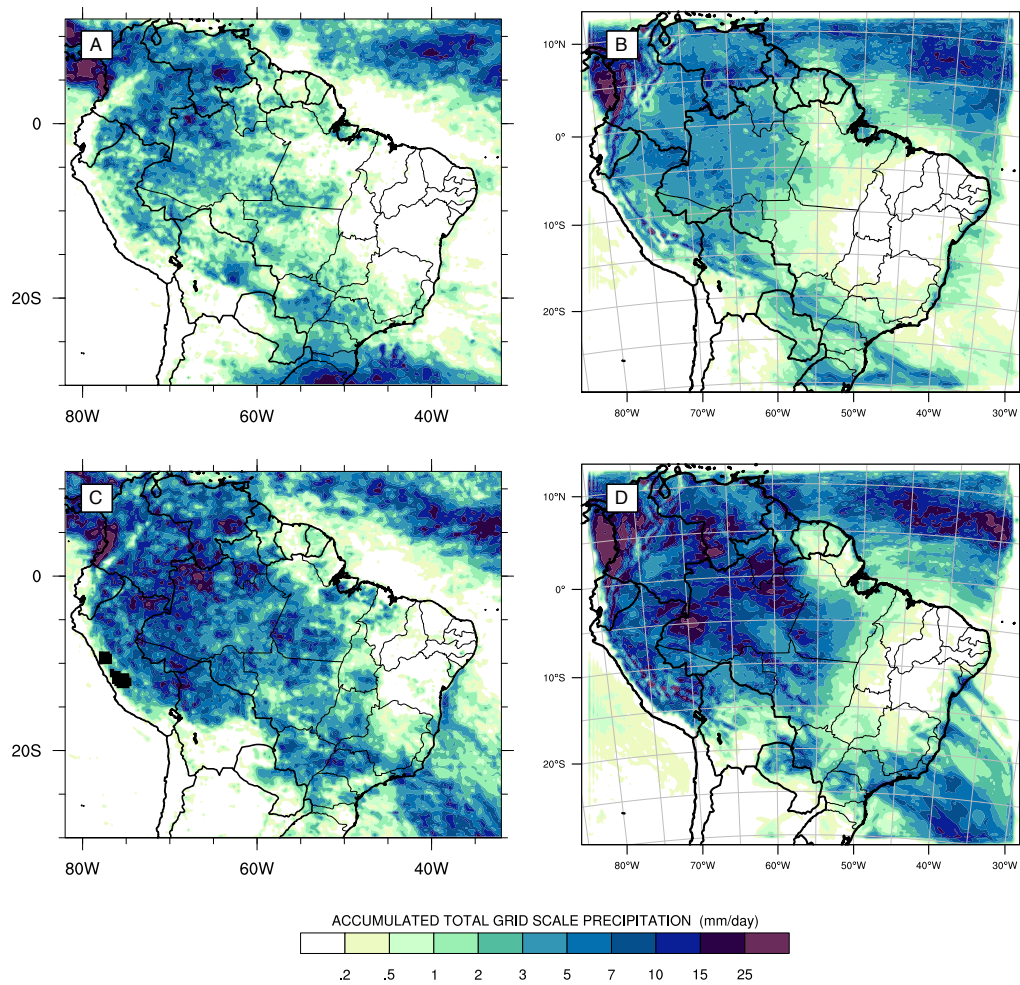 A
B
0
20S
80W
60W
40W
10°N
0°
10°S
20°S
80°W
70°W
60°W
50°W
40°W
30°W
C
D
0
20S
80W
60W
40W
10°N
0°
10°S
20°S
80°W
70°W
60°W
50°W
40°W
30°W
ACCUMULATED TOTAL GRID SCALE PRECIPITATION (mm/day)
.2 .5 1 2 3 5 7 10 15 25